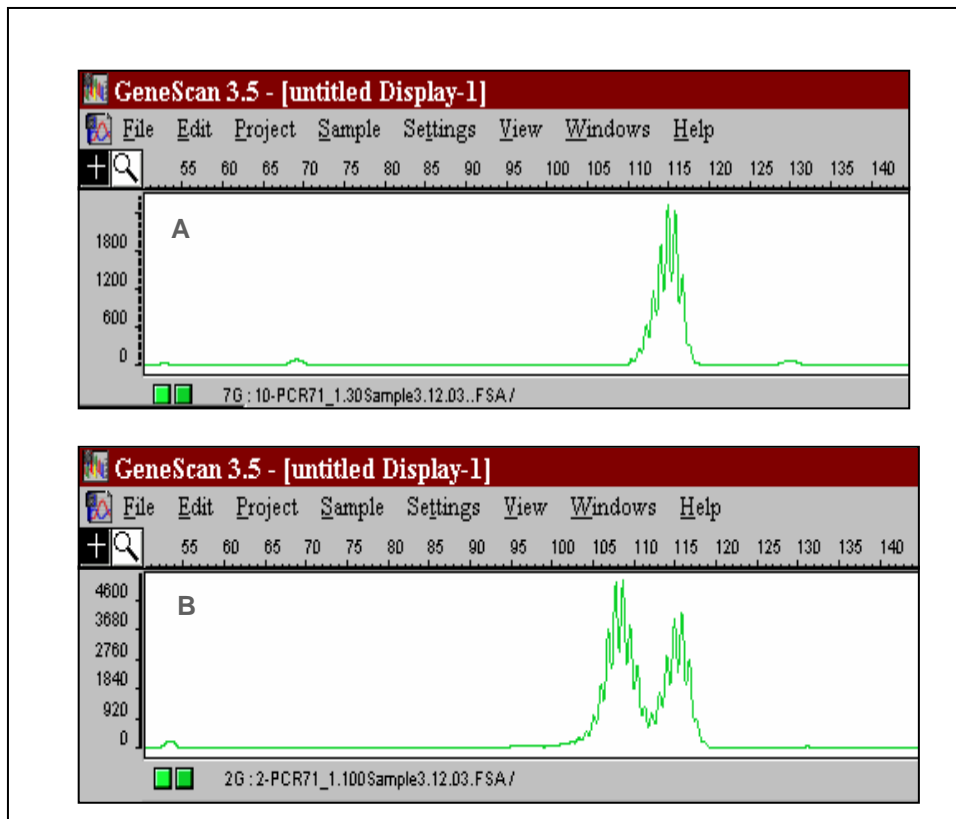 GeneScan 3.5 - [untitled Display-1]
File Edit Project Sample Settings View Windows Help
55 60 65 70 75 80 85 90 95 100 105 110 115 120 125 130 135 140
A
1800
1200
600
0
7G : 10-PCR71_1.30Sample3.12.03..FSA /
GeneScan 3.5 - [untitled Display-1]
File Edit Project Sample Settings View Windows Help
55 60 65 70 75 80 85 90 95 100 105 110 115 120 125 130 135 140
B
4600
3680
2760
1840
920
0
2G : 2-PCR71_1.100Sample3.12.03.FSA /